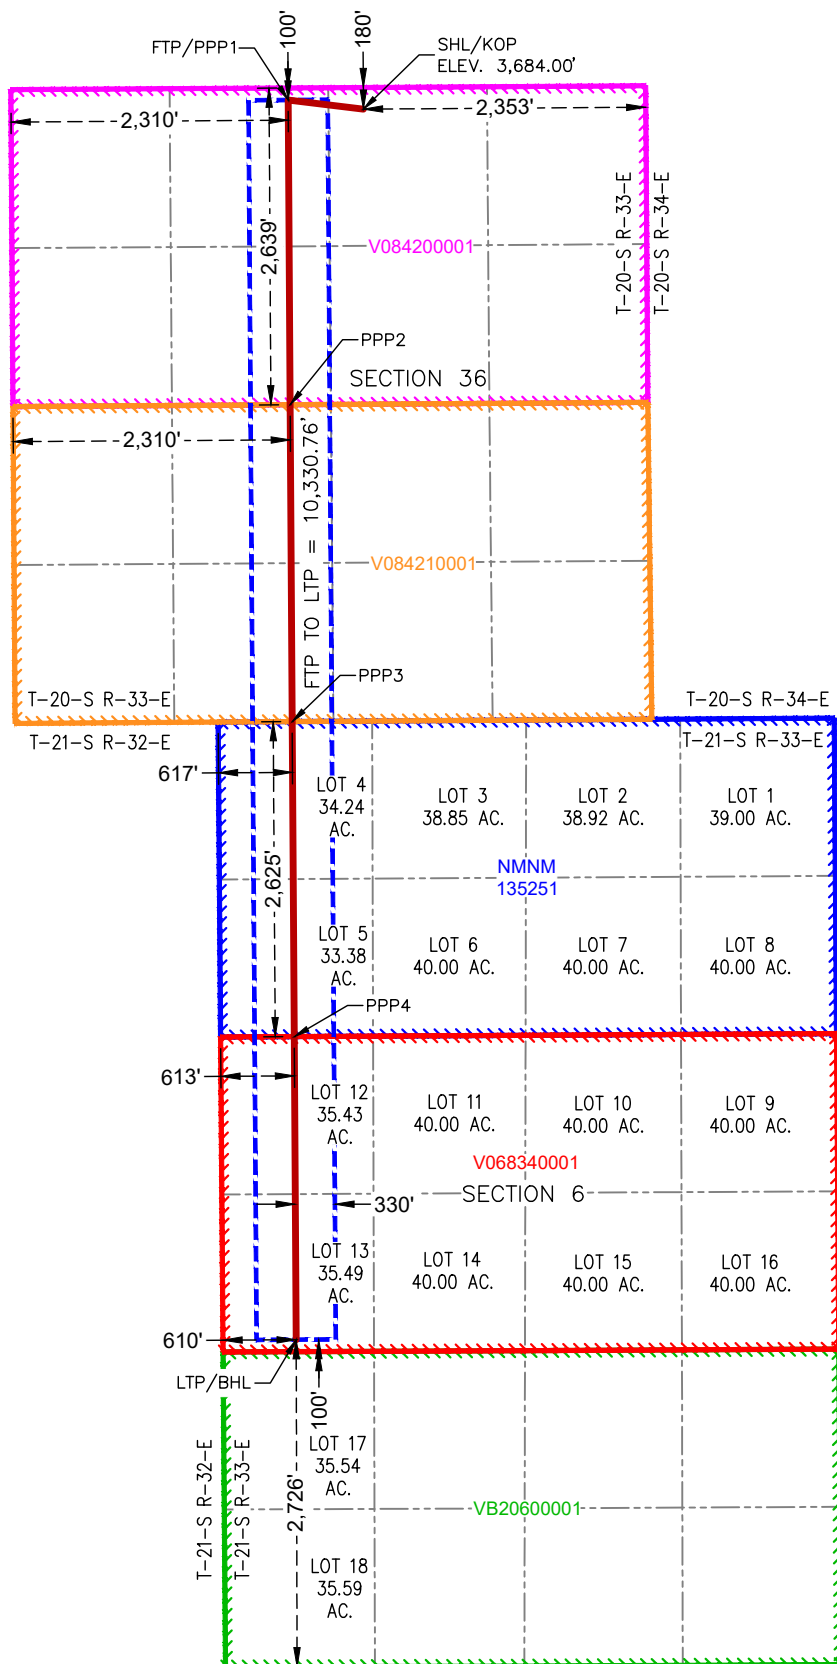 100'
180'
FTP/PPP1
SHL/KOP
ELEV. 3,684.00'
2,310'
2,353'
T-20-S R-33-E
T-20-S R-34-E
2,639'
V084200001
PPP2
SECTION 36
2,310'
FTP TO LTP = 10,330.76'
V084210001
PPP3
T-20-S R-33-E
T-20-S R-34-E
T-21-S R-32-E
T-21-S R-33-E
617'
LOT 4
34.24
AC.
LOT 3
38.85 AC.
LOT 2
38.92 AC.
LOT 1
39.00 AC.
2,625'
NMNM
135251
LOT 5
33.38
AC.
LOT 6
40.00 AC.
LOT 7
40.00 AC.
LOT 8
40.00 AC.
PPP4
613'
LOT 12
35.43
AC.
LOT 11
40.00 AC.
LOT 10
40.00 AC.
LOT 9
40.00 AC.
V068340001
SECTION 6
330'
LOT 13
35.49
AC.
LOT 14
40.00 AC.
LOT 15
40.00 AC.
LOT 16
40.00 AC.
610'
LTP/BHL
100'
T-21-S R-32-E
T-21-S R-33-E
LOT 17
35.54
AC.
2,726'
VB20600001
LOT 18
35.59
AC.